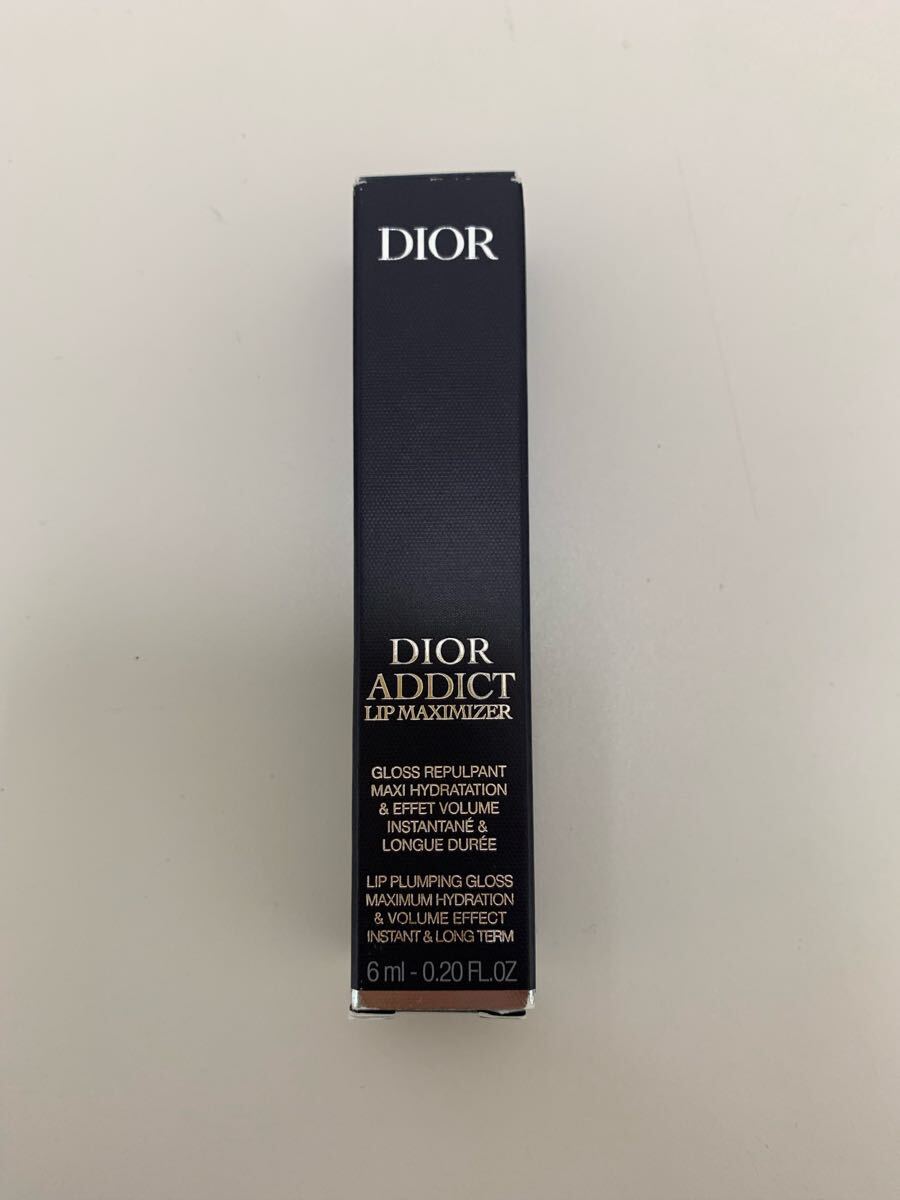 DIOR
DIOR
ADDICT
LIP MAXIMIZER
GLOSS REPULPANT
MAXI HYDRATATION
& EFFET VOLUME
INSTANTANÉ &
LONGUE DURÉE
LIP PLUMPING GLOSS
MAXIMUM HYDRATION
& VOLUME EFFECT
INSTANT & LONG TERM
6 ml - 0.20 FL.OZ